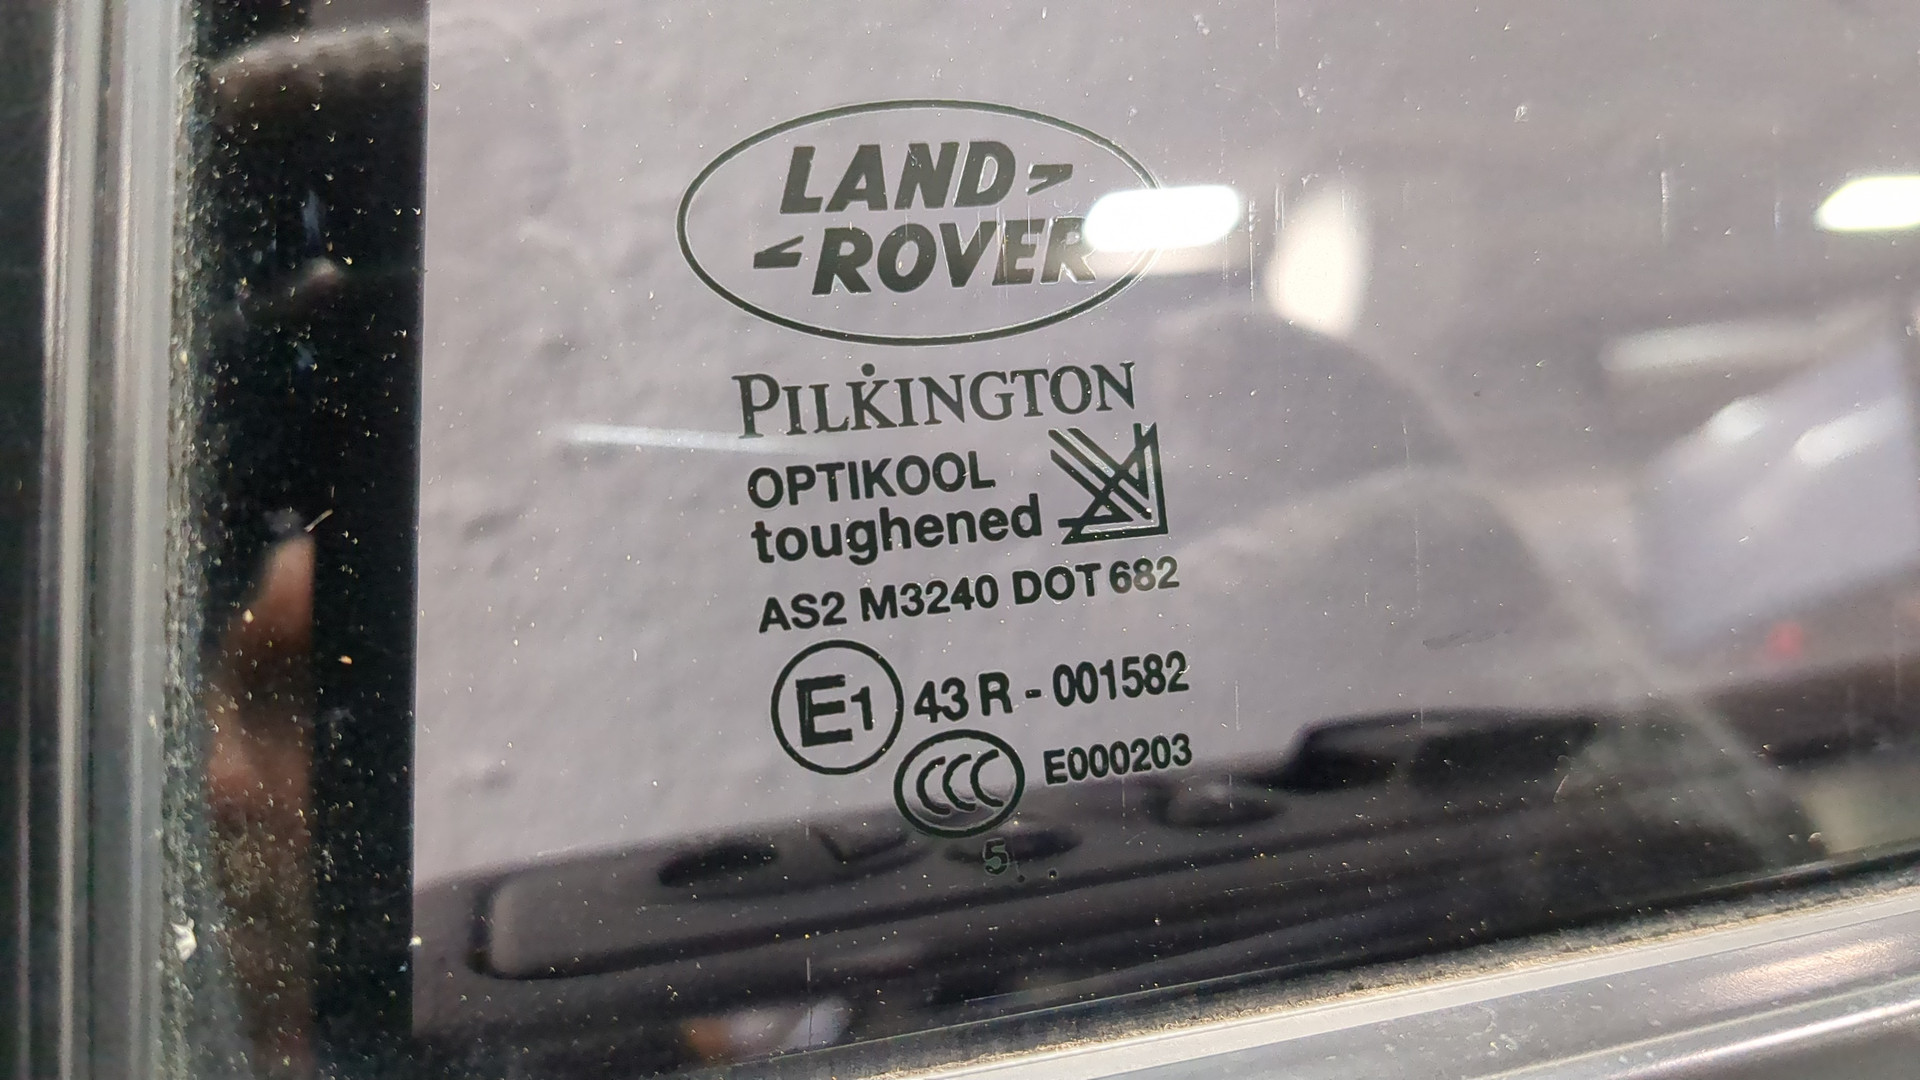 LAND
ROVER
PILKINGTON
OPTIKOOL
toughened
AS2 M3240 DOT 682
E1 43 R - 001582
CCC E000203
5..